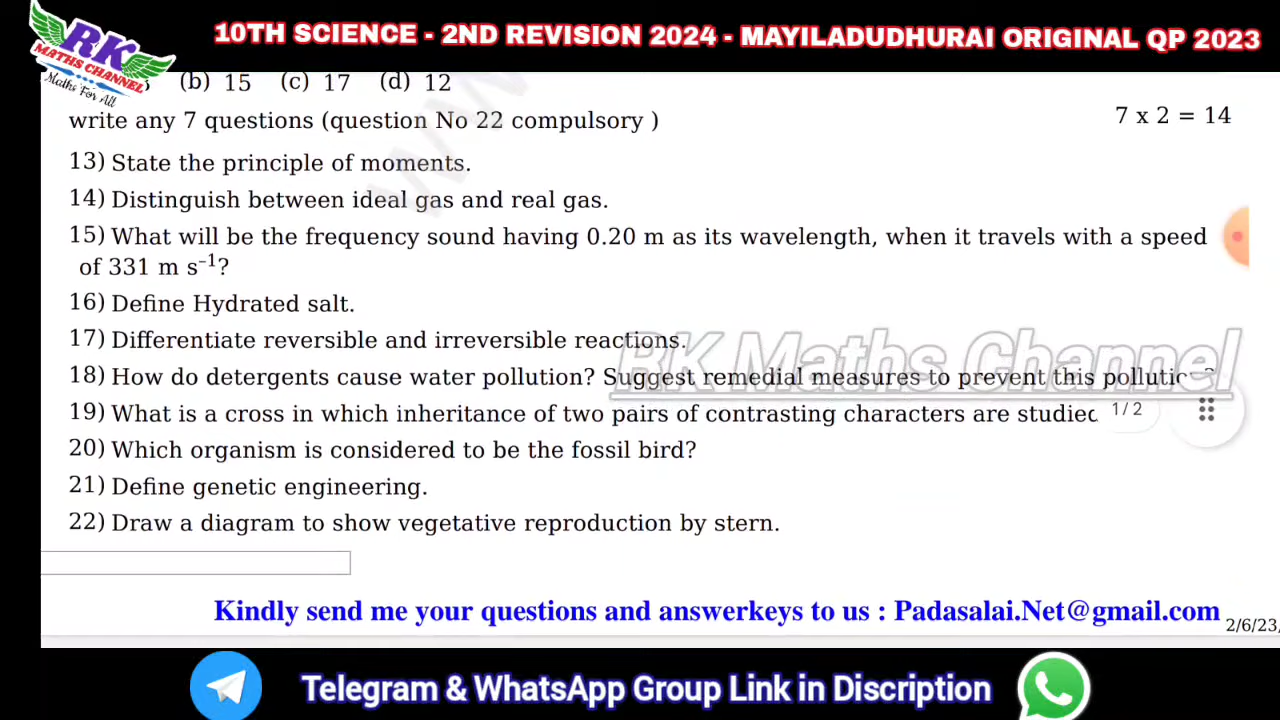 10TH SCIENCE - 2ND REVISION 2024 - MAYILADUDHURAI ORIGINAL QP 2023
RK
MATHS CHANNEL
Maths For All
(b) 15 (c) 17 (d) 12
write any 7 questions (question No 22 compulsory ) 7 x 2 = 14
13) State the principle of moments.
14) Distinguish between ideal gas and real gas.
15) What will be the frequency sound having 0.20 m as its wavelength, when it travels with a speed
of 331 m s⁻¹?
16) Define Hydrated salt.
17) Differentiate reversible and irreversible reactions.
RK Maths Channel
18) How do detergents cause water pollution? Suggest remedial measures to prevent this
19) What is a cross in which inheritance of two pairs of contrasting characters are
1 / 2
20) Which organism is considered to be the fossil bird?
21) Define genetic engineering.
22) Draw a diagram to show vegetative reproduction by stern.
Kindly send me your questions and answerkeys to us : Padasalai.Net@gmail.com
2/6/23,
Telegram & WhatsApp Group Link in Discription